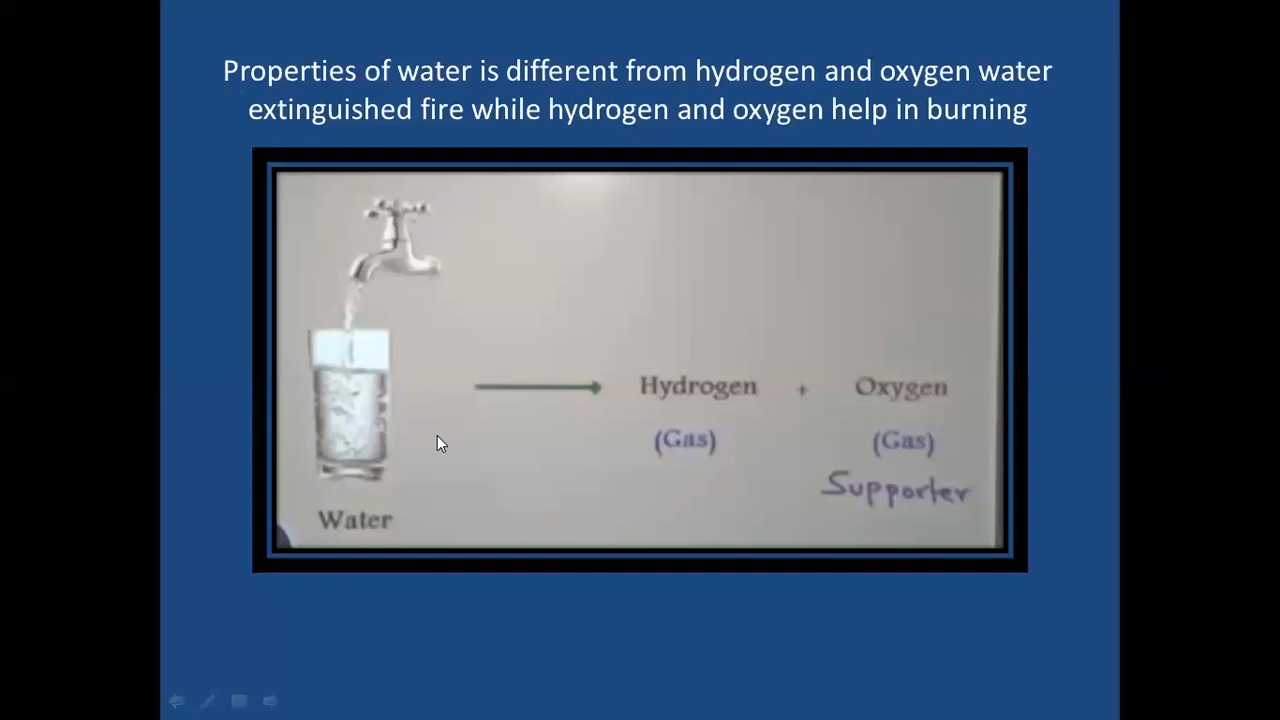 Properties of water is different from hydrogen and oxygen water
extinguished fire while hydrogen and oxygen help in burning
Hydrogen + Oxygen
(Gas) (Gas)
Supporter
Water